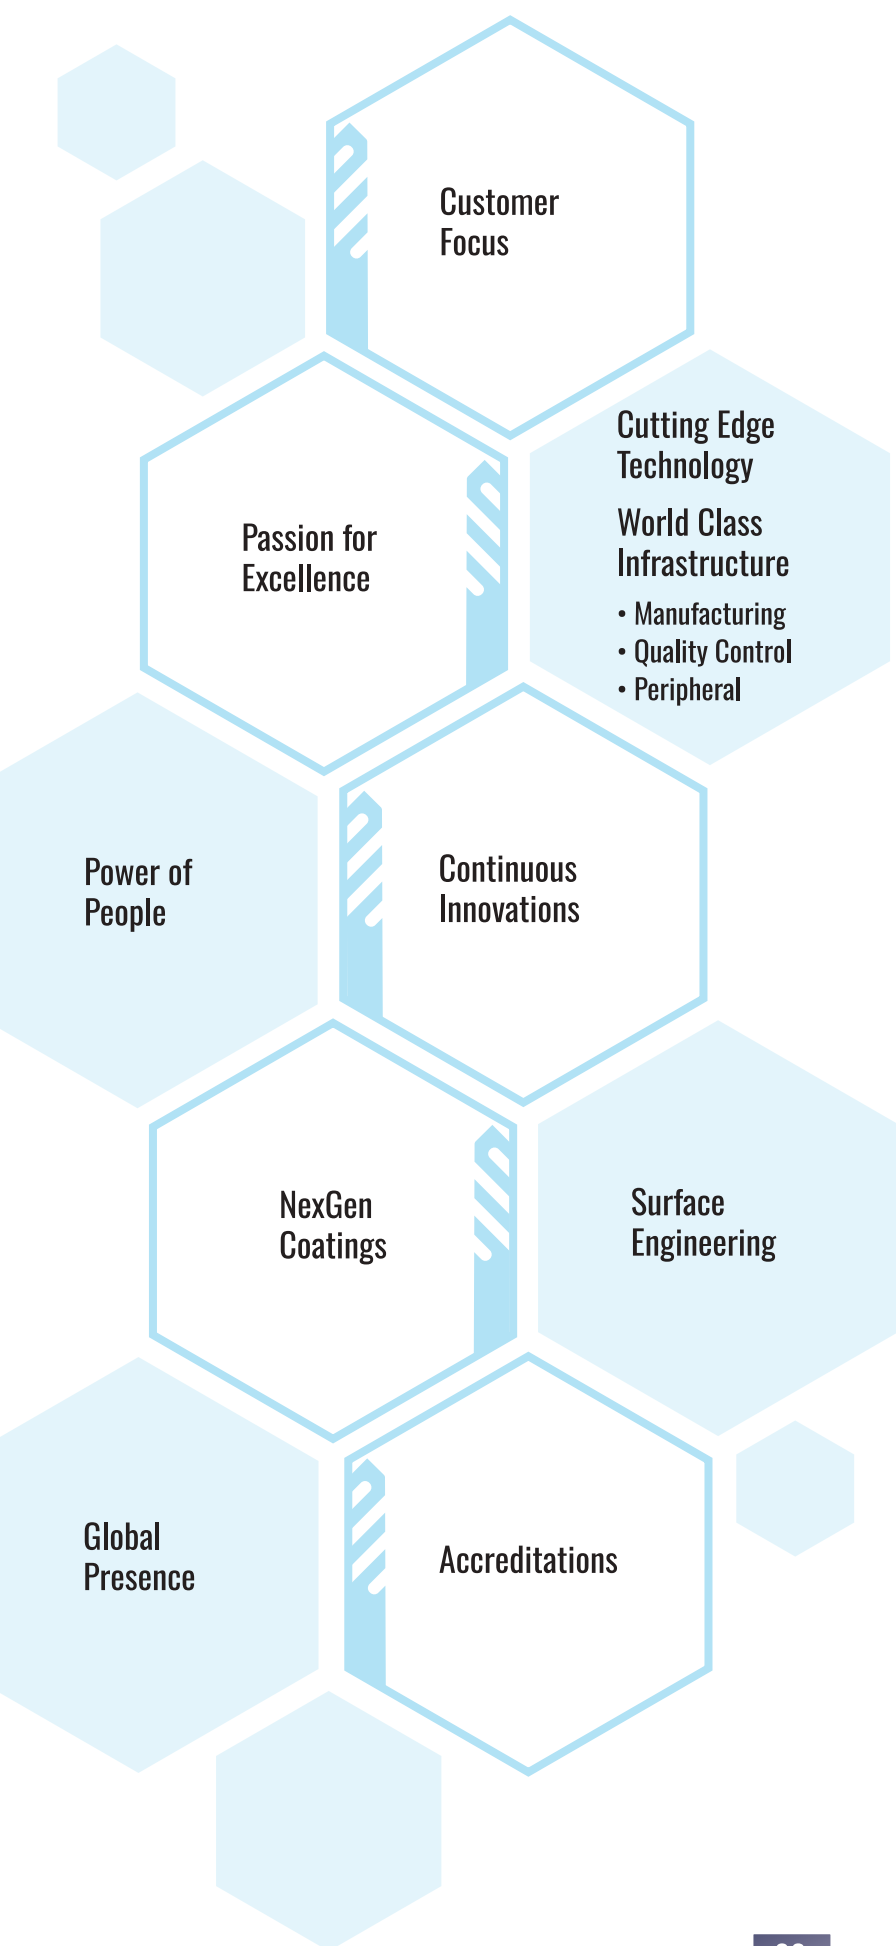 Customer
Focus
Cutting Edge
Technology
World Class
Infrastructure
• Manufacturing
• Quality Control
• Peripheral
Passion for
Excellence
Power of
People
Continuous
Innovations
NexGen
Coatings
Surface
Engineering
Global
Presence
Accreditations